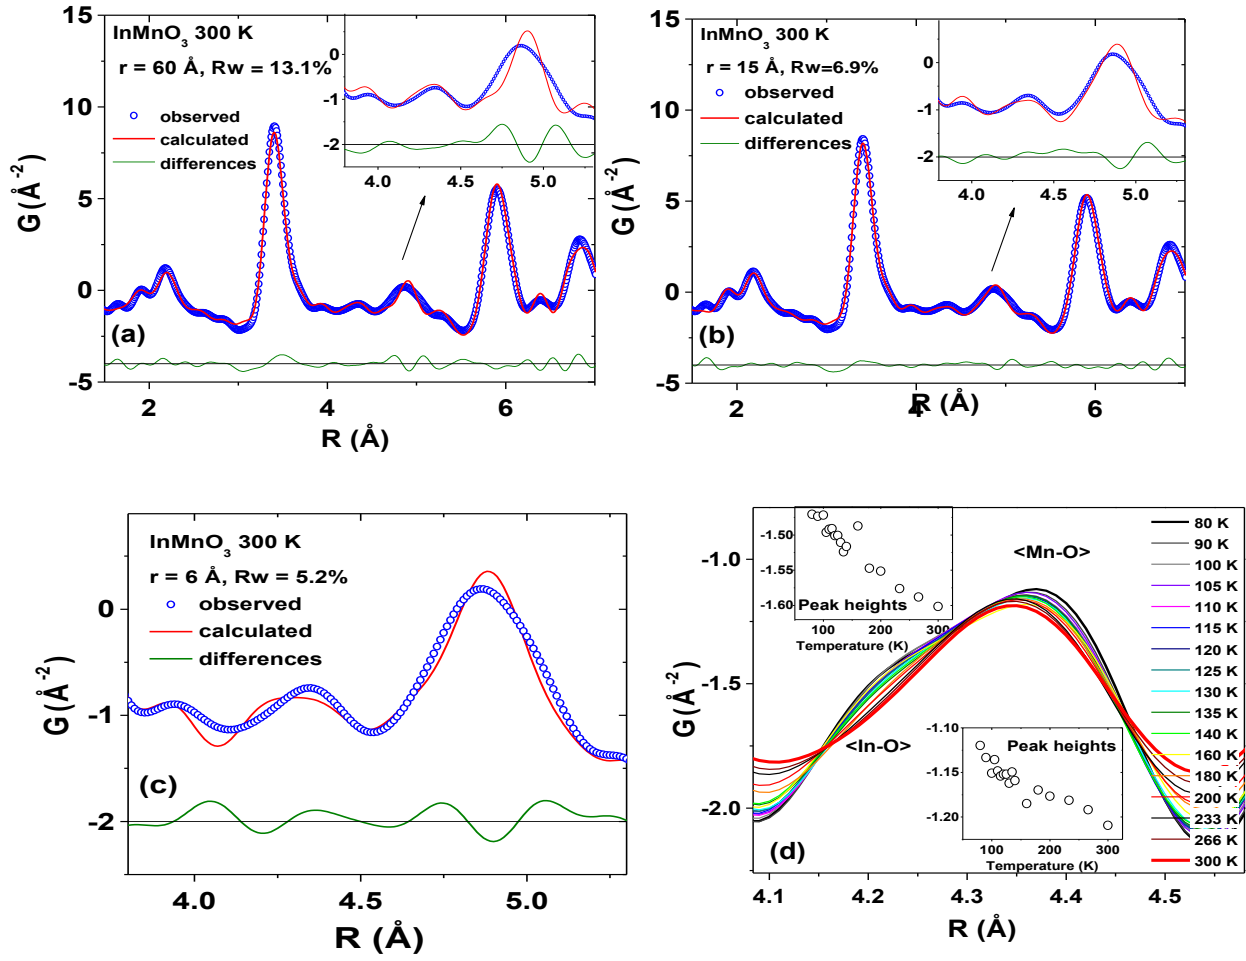 InMnO3 300 K
r = 60 Å, Rw = 13.1%
observed
calculated
differences
15
10
5
0
-5
G (Å-2)
2
4
6
R (Å)
(a)
0
-1
-2
4.0
4.5
5.0
InMnO3 300 K
r = 15 Å, Rw=6.9%
observed
calculated
differences
15
10
5
0
-5
G (Å-2)
2
4
6
R (Å)
(b)
0
-1
-2
4.0
4.5
5.0
InMnO3 300 K
r = 6 Å, Rw = 5.2%
observed
calculated
differences
0
-1
-2
G (Å-2)
4.0
4.5
5.0
R (Å)
(c)
-1.0
-1.5
-2.0
G (Å-2)
4.1
4.2
4.3
4.4
4.5
R (Å)
(d)
<Mn-O>
<In-O>
-1.50
-1.55
-1.60
Peak heights
100
200
300
Temperature (K)
-1.10
-1.15
-1.20
Peak heights
100
200
300
Temperature (K)
80 K
90 K
100 K
105 K
110 K
115 K
120 K
125 K
130 K
135 K
140 K
160 K
180 K
200 K
233 K
266 K
300 K